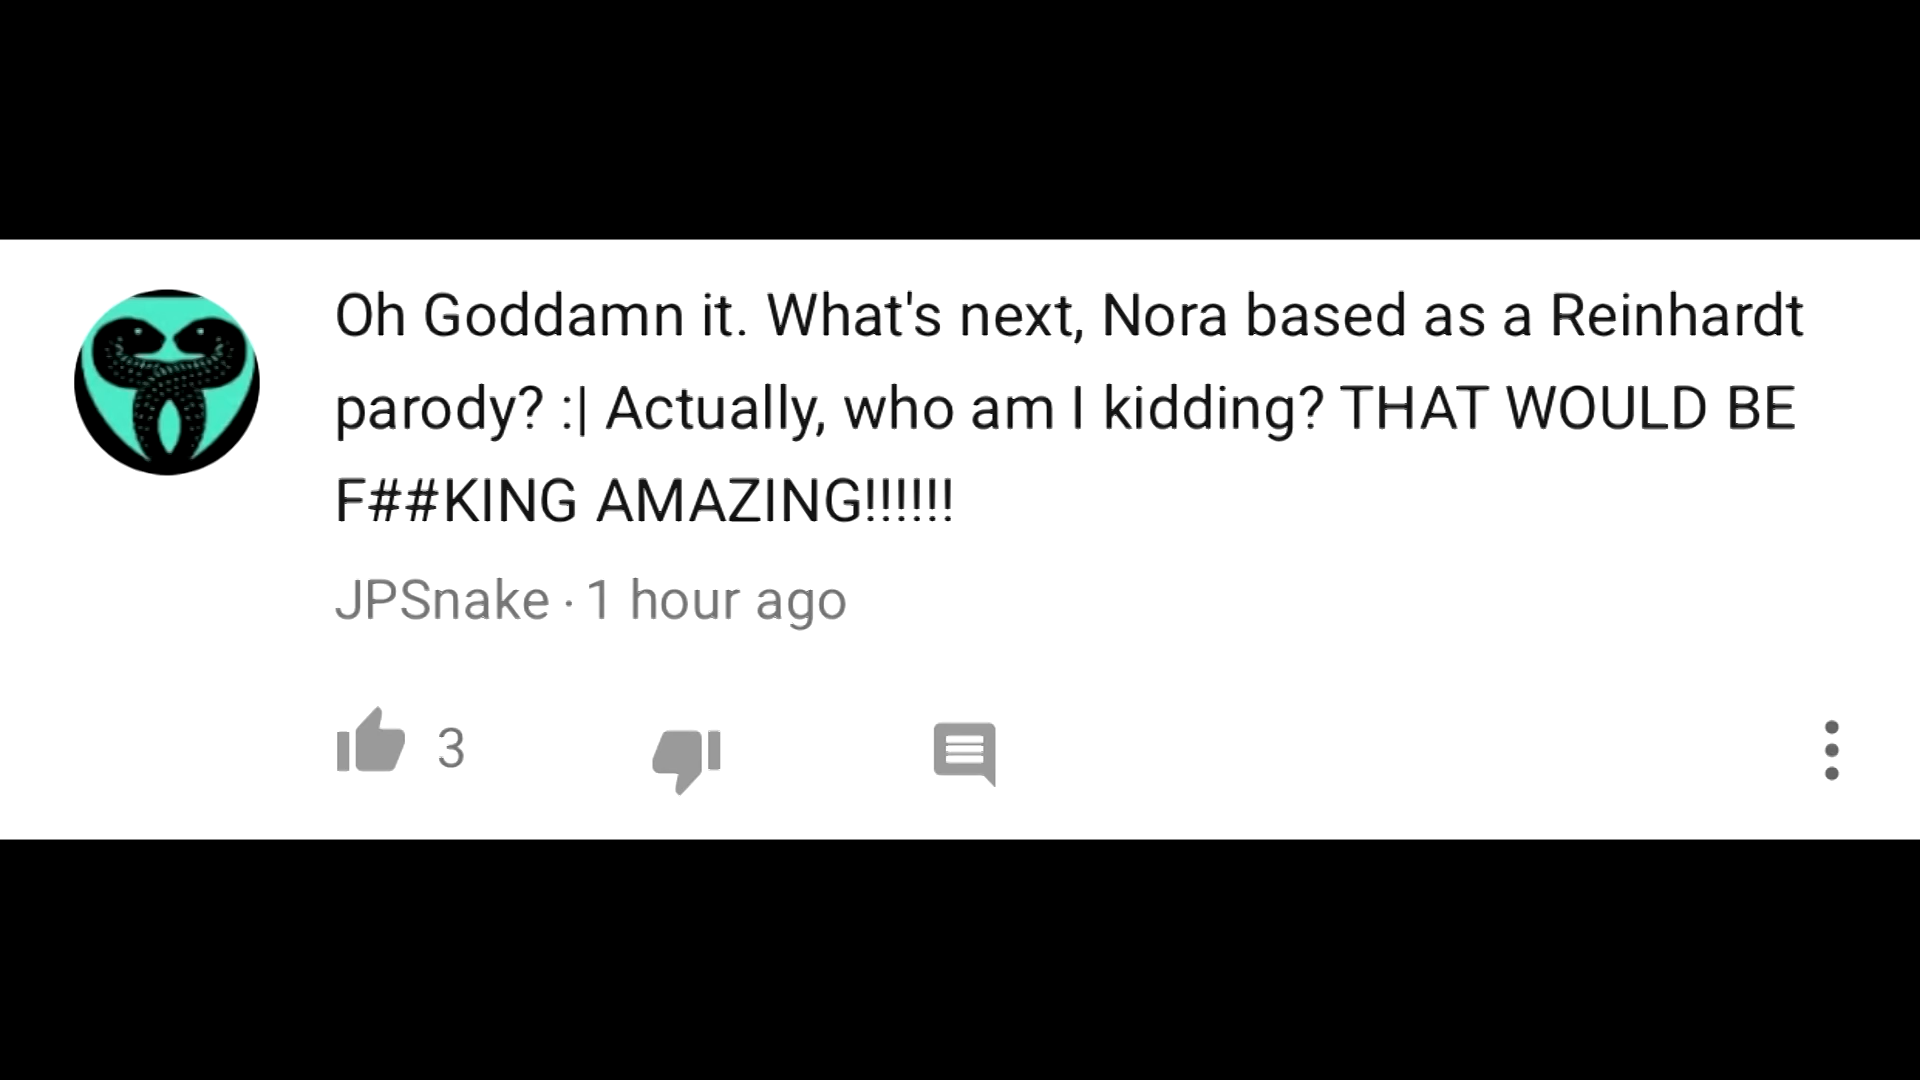 Oh Goddamn it. What's next, Nora based as a Reinhardt
parody? :| Actually, who am I kidding? THAT WOULD BE
F##KING AMAZING!!!!!!
JPSnake · 1 hour ago
3